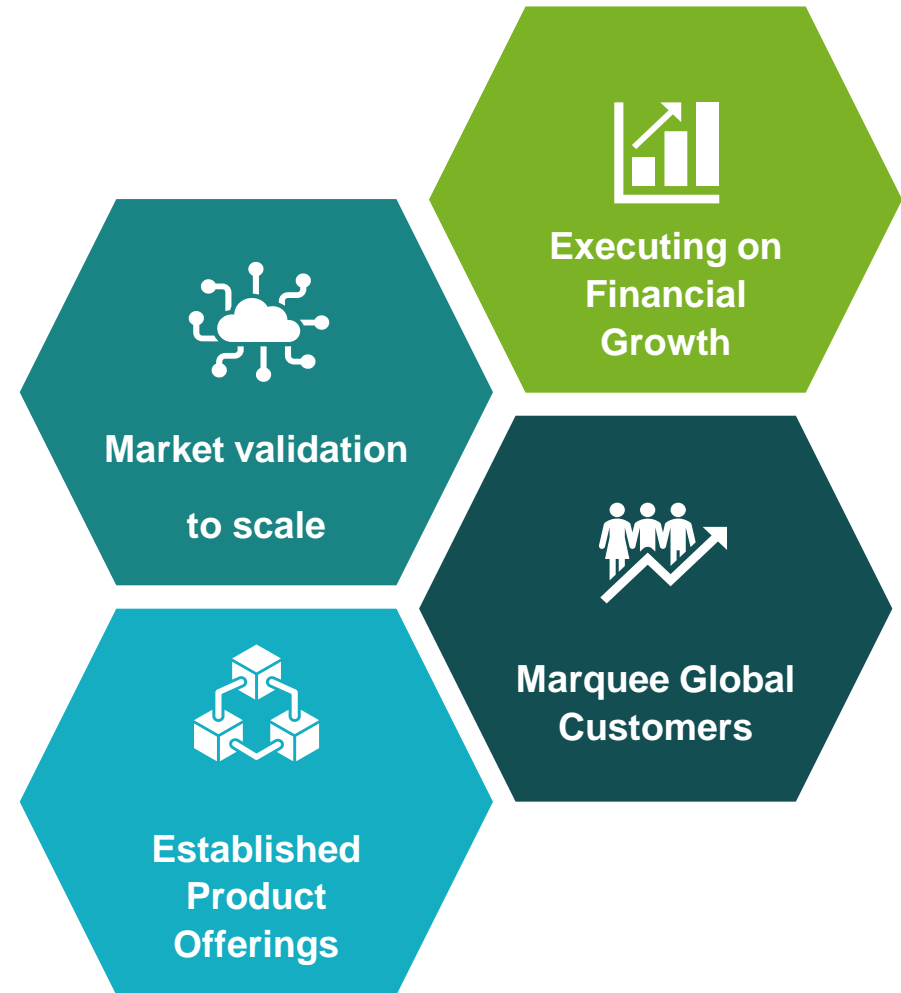 Executing on
Financial
Growth
Market validation
to scale
Marquee Global
Customers
Established
Product
Offerings